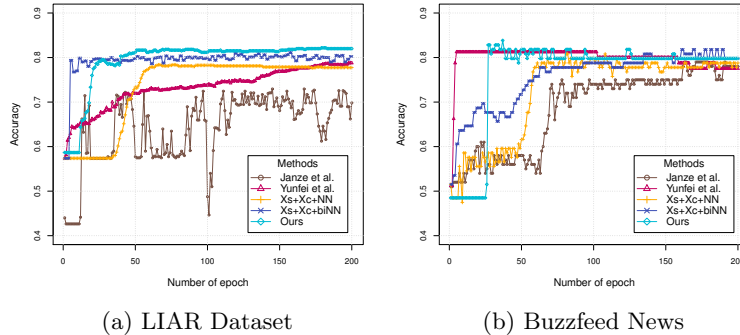 0.9
0.8
0.7
0.6
0.5
0.4
Accuracy
Methods
Janze et al.
Yunfei et al.
Xs+Xc+NN
Xs+Xc+biNN
Ours
0 50 100 150 200
Number of epoch
(a) LIAR Dataset
0.9
0.8
0.7
0.6
0.5
0.4
Accuracy
Methods
Janze et al.
Yunfei et al.
Xs+Xc+NN
Xs+Xc+biNN
Ours
0 50 100 150 200
Number of epoch
(b) Buzzfeed News